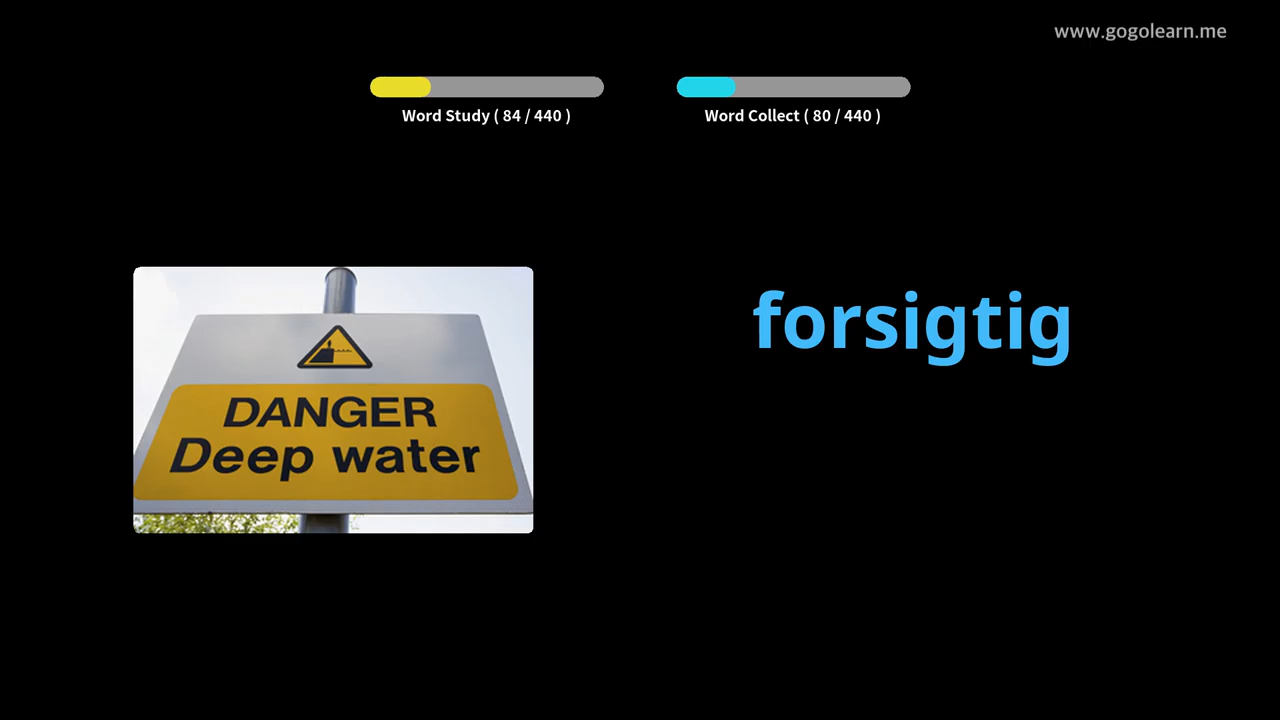 www.gogolearn.me
Word Study ( 84 / 440 )
Word Collect ( 80 / 440 )
DANGER
Deep water
forsigtig